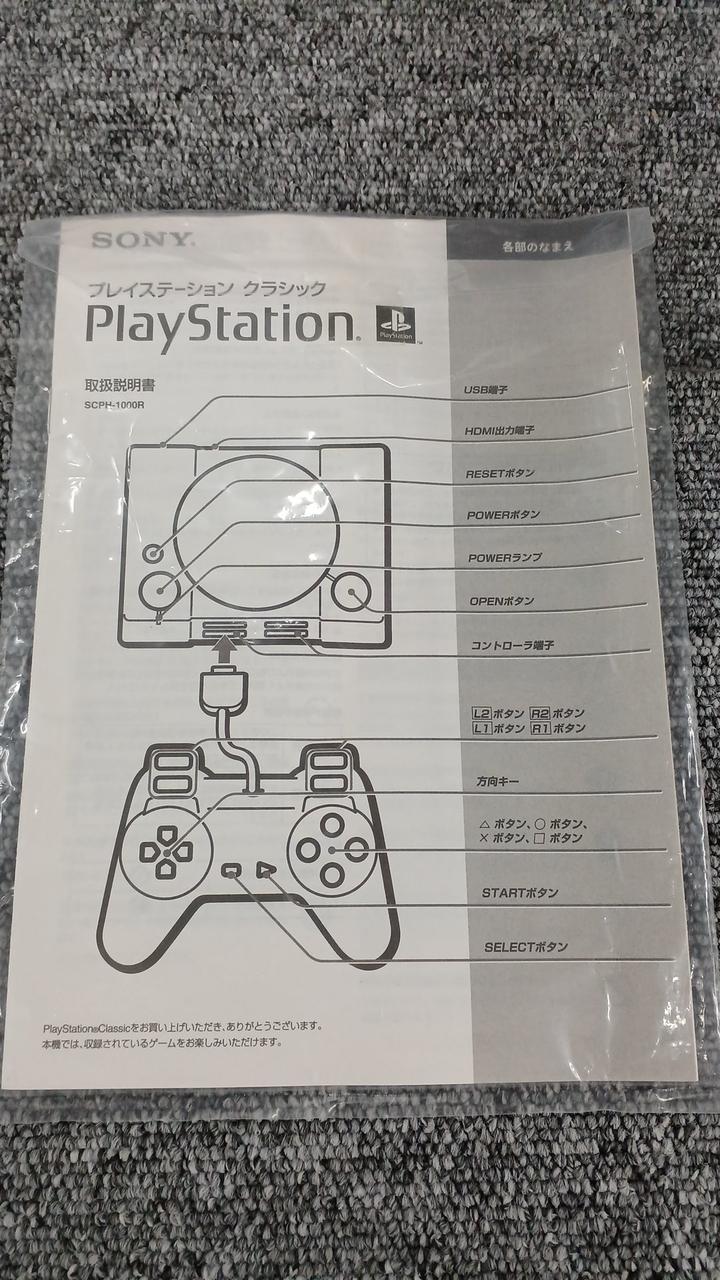 SONY®
各部のなまえ
プレイステーション クラシック
PlayStation®
PlayStation™
取扱説明書
SCPH-1000R
USB端子
HDMI出力端子
RESETボタン
POWERボタン
POWERランプ
OPENボタン
コントローラ端子
L2ボタン R2ボタン
L1ボタン R1ボタン
方向キー
△ボタン、○ボタン、
×ボタン、□ボタン
STARTボタン
SELECTボタン
PlayStation®Classicをお買い上げいただき、ありがとうございます。
本機では、収録されているゲームをお楽しみいただけます。